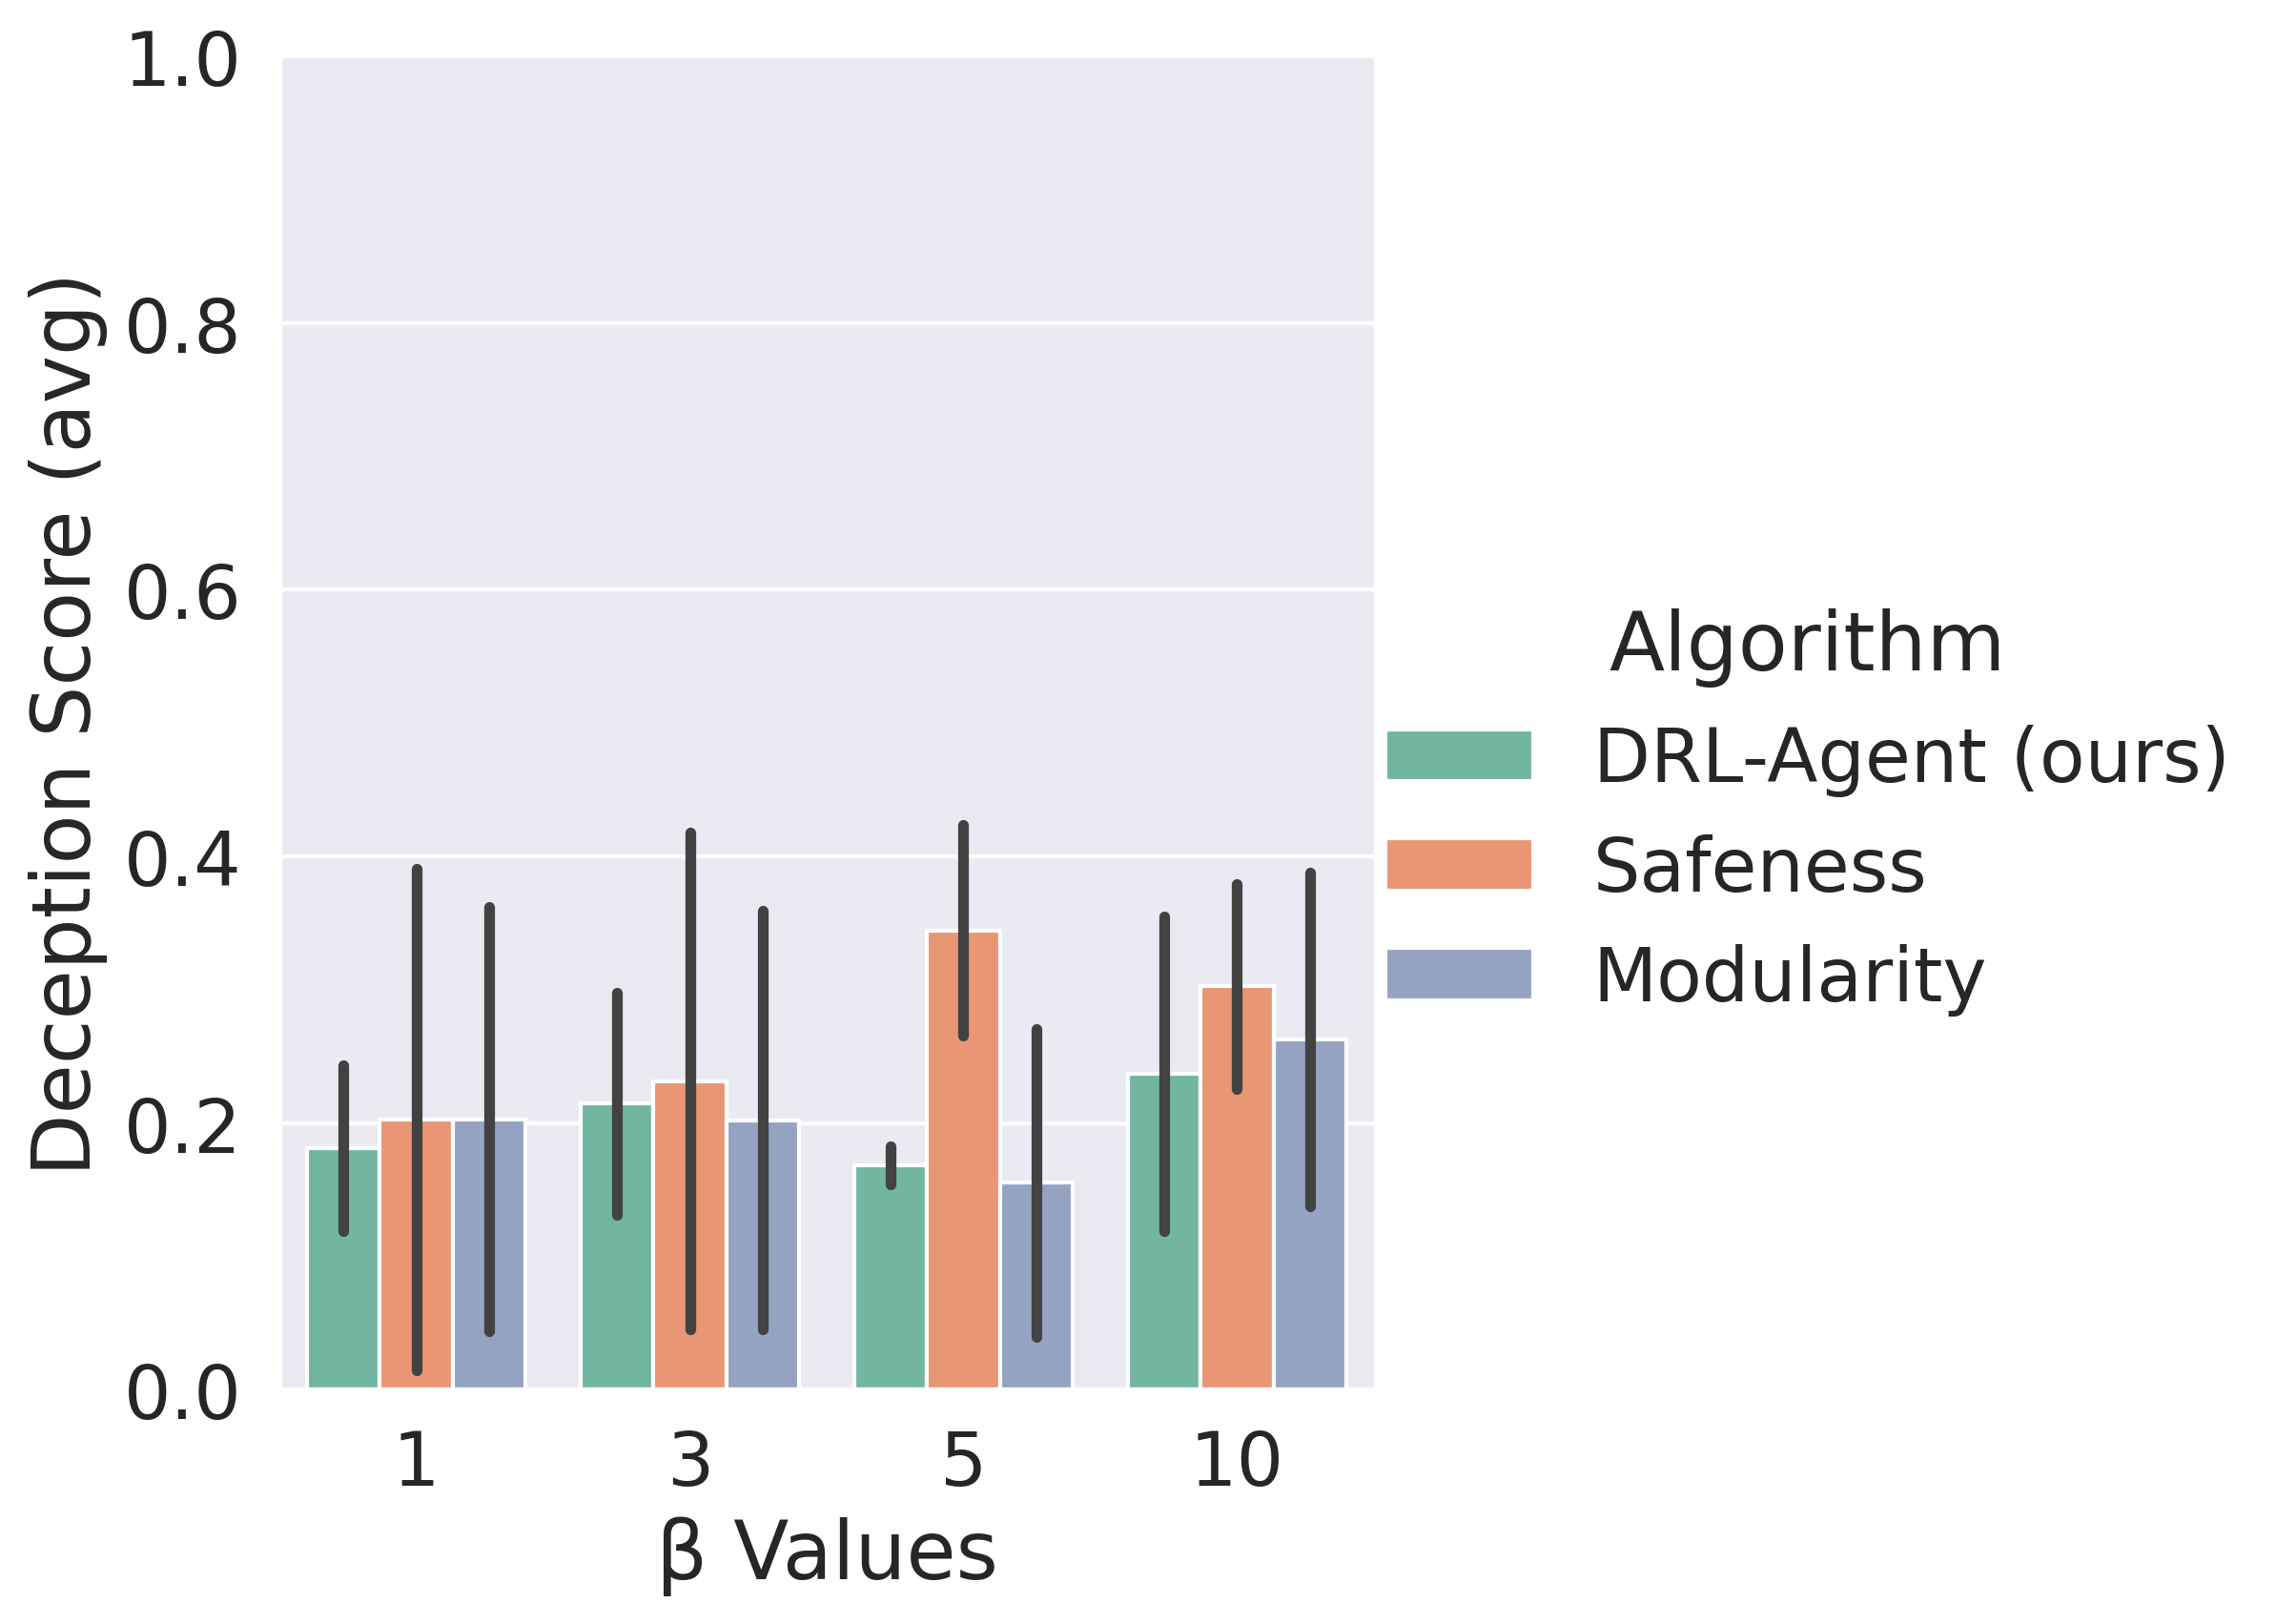 Deception Score (avg)
1.0
0.8
0.6
0.4
0.2
0.0
1 3 5 10
β Values
Algorithm
DRL-Agent (ours)
Safeness
Modularity